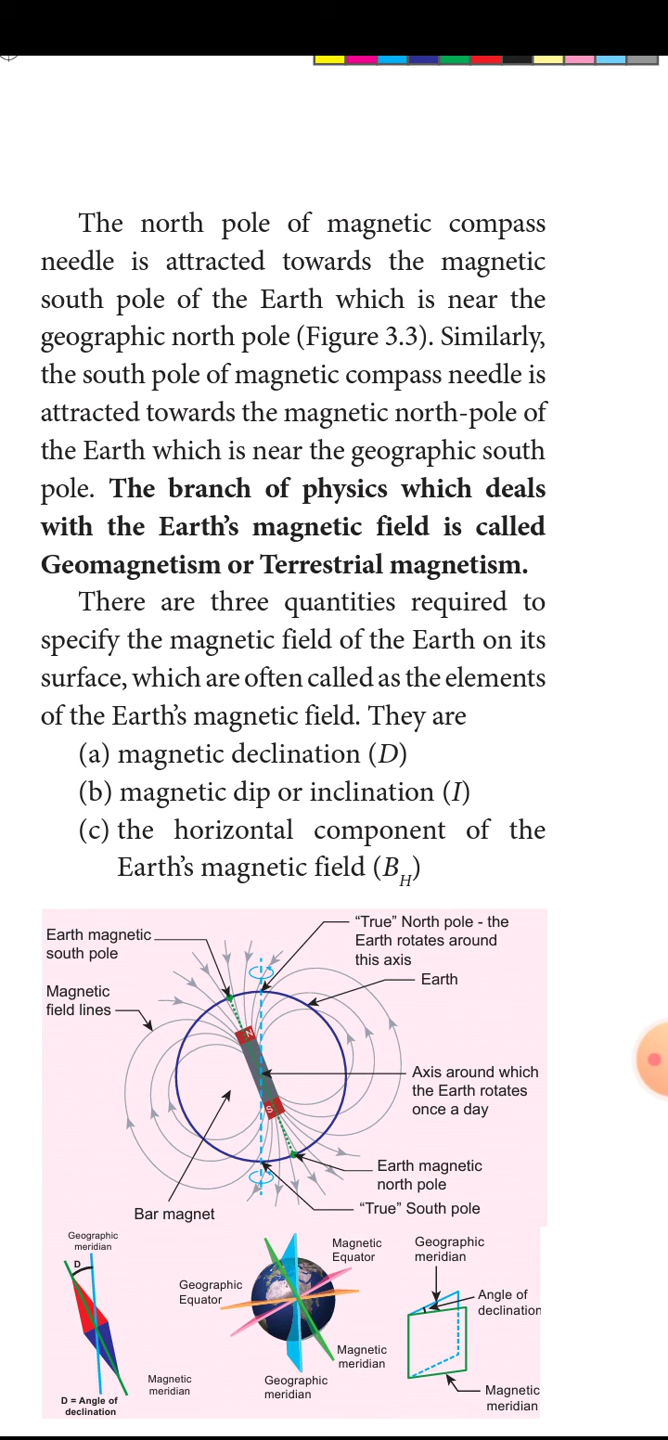 The north pole of magnetic compass
needle is attracted towards the magnetic
south pole of the Earth which is near the
geographic north pole (Figure 3.3). Similarly,
the south pole of magnetic compass needle is
attracted towards the magnetic north-pole of
the Earth which is near the geographic south
pole. The branch of physics which deals
with the Earth's magnetic field is called
Geomagnetism or Terrestrial magnetism.
There are three quantities required to
specify the magnetic field of the Earth on its
surface, which are often called as the elements
of the Earth's magnetic field. They are
(a) magnetic declination (D)
(b) magnetic dip or inclination (I)
(c) the horizontal component of the
Earth's magnetic field (B_H)
Earth magnetic
south pole
"True" North pole - the
Earth rotates around
this axis
Magnetic
field lines
Earth
N
Axis around which
the Earth rotates
once a day
S
Earth magnetic
north pole
Bar magnet
"True" South pole
Geographic
meridian
D
Magnetic
meridian
D = Angle of
declination
Magnetic
Equator
Geographic
Equator
Magnetic
meridian
Geographic
meridian
Geographic
meridian
Angle of
declination
Magnetic
meridian